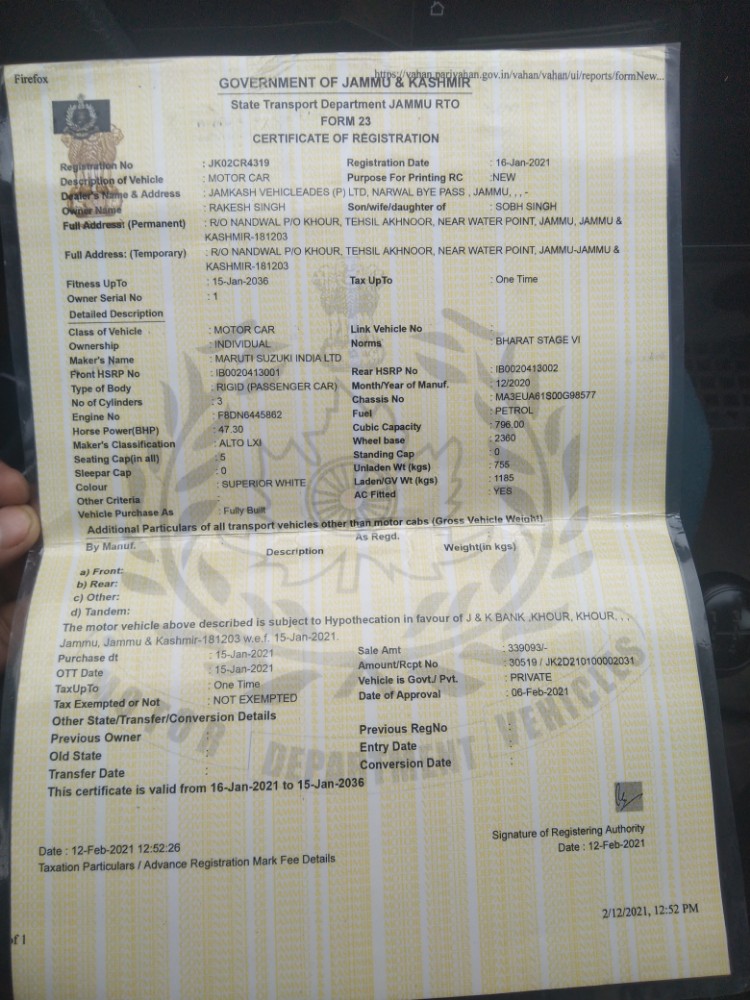 Firefox
https://vahan.parivahan.gov.in/vahan/vahan/ui/reports/formNew...
GOVERNMENT OF JAMMU & KASHMIR
State Transport Department JAMMU RTO
FORM 23
CERTIFICATE OF REGISTRATION
Registration No : JK02CR4319 Registration Date : 16-Jan-2021
Description of Vehicle : MOTOR CAR Purpose For Printing RC :NEW
Dealer's Name & Address : JAMKASH VEHICLEADES (P) LTD, NARWAL BYE PASS , JAMMU, , , -
Owner Name : RAKESH SINGH Son/wife/daughter of : SOBH SINGH
Full Address: (Permanent) : R/O NANDWAL P/O KHOUR, TEHSIL AKHNOOR, NEAR WATER POINT, JAMMU, JAMMU &
KASHMIR-181203
Full Address: (Temporary) : R/O NANDWAL P/O KHOUR, TEHSIL AKHNOOR, NEAR WATER POINT, JAMMU-JAMMU &
KASHMIR-181203
Fitness UpTo : 15-Jan-2036 Tax UpTo : One Time
Owner Serial No : 1
Detailed Description
Class of Vehicle : MOTOR CAR Link Vehicle No :
Ownership : INDIVIDUAL Norms : BHARAT STAGE VI
Maker's Name : MARUTI SUZUKI INDIA LTD
Front HSRP No : IB0020413001 Rear HSRP No : IB0020413002
Type of Body : RIGID (PASSENGER CAR) Month/Year of Manuf. : 12/2020
No of Cylinders : 3 Chassis No : MA3EUA61S00G98577
Engine No : F8DN6445862 Fuel : PETROL
Horse Power(BHP) : 47.30 Cubic Capacity : 796.00
Maker's Classification : ALTO LXI Wheel base : 2360
Seating Cap(in all) : 5 Standing Cap : 0
Sleepar Cap : 0 Unladen Wt (kgs) : 755
Colour : SUPERIOR WHITE Laden/GV Wt (kgs) : 1185
Other Criteria : AC Fitted : YES
Vehicle Purchase As : Fully Built
Additional Particulars of all transport vehicles other than motor cabs (Gross Vehicle Weight)
By Manuf. As Regd.
Description Weight(in kgs)
a) Front:
b) Rear:
c) Other:
d) Tandem:
The motor vehicle above described is subject to Hypothecation in favour of J & K BANK ,KHOUR, KHOUR, , ,
Jammu, Jammu & Kashmir-181203 w.e.f. 15-Jan-2021.
Purchase dt : 15-Jan-2021 Sale Amt : 339093/-
OTT Date : 15-Jan-2021 Amount/Rcpt No : 30519 / JK2D210100002031
TaxUpTo : One Time Vehicle is Govt./ Pvt. : PRIVATE
Tax Exempted or Not : NOT EXEMPTED Date of Approval : 06-Feb-2021
Other State/Transfer/Conversion Details
Previous Owner : Previous RegNo :
Old State : Entry Date :
Transfer Date : Conversion Date :
This certificate is valid from 16-Jan-2021 to 15-Jan-2036
MOTOR DEPARTMENT VEHICLES
Signature of Registering Authority
Date : 12-Feb-2021 12:52:26 Date : 12-Feb-2021
Taxation Particulars / Advance Registration Mark Fee Details
2/12/2021, 12:52 PM
of 1